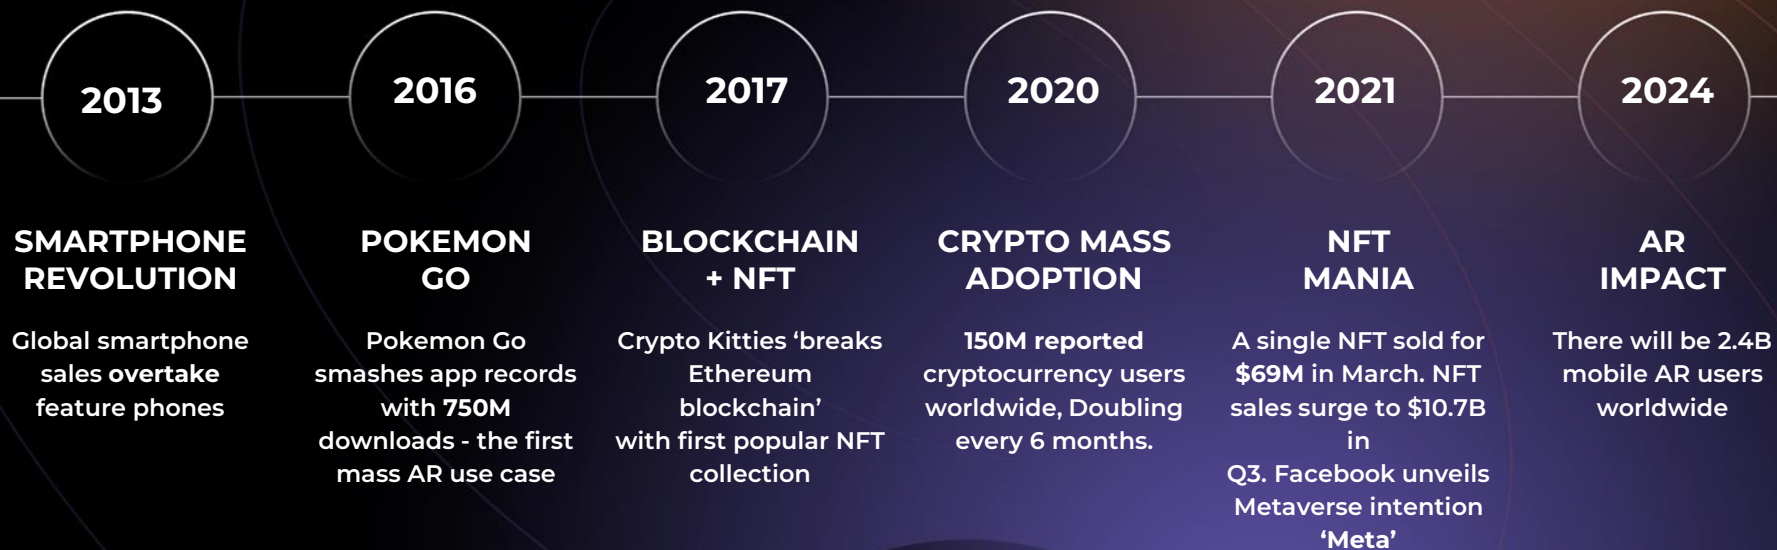 2013
SMARTPHONE
REVOLUTION
Global smartphone
sales overtake
feature phones
2016
POKEMON
GO
Pokemon Go
smashes app records
with 750M
downloads - the first
mass AR use case
2017
BLOCKCHAIN
+ NFT
Crypto Kitties ‘breaks
Ethereum
blockchain’
with first popular NFT
collection
2020
CRYPTO MASS
ADOPTION
150M reported
cryptocurrency users
worldwide, Doubling
every 6 months.
2021
NFT
MANIA
A single NFT sold for
$69M in March. NFT
sales surge to $10.7B
in
Q3. Facebook unveils
Metaverse intention
‘Meta’
2024
AR
IMPACT
There will be 2.4B
mobile AR users
worldwide